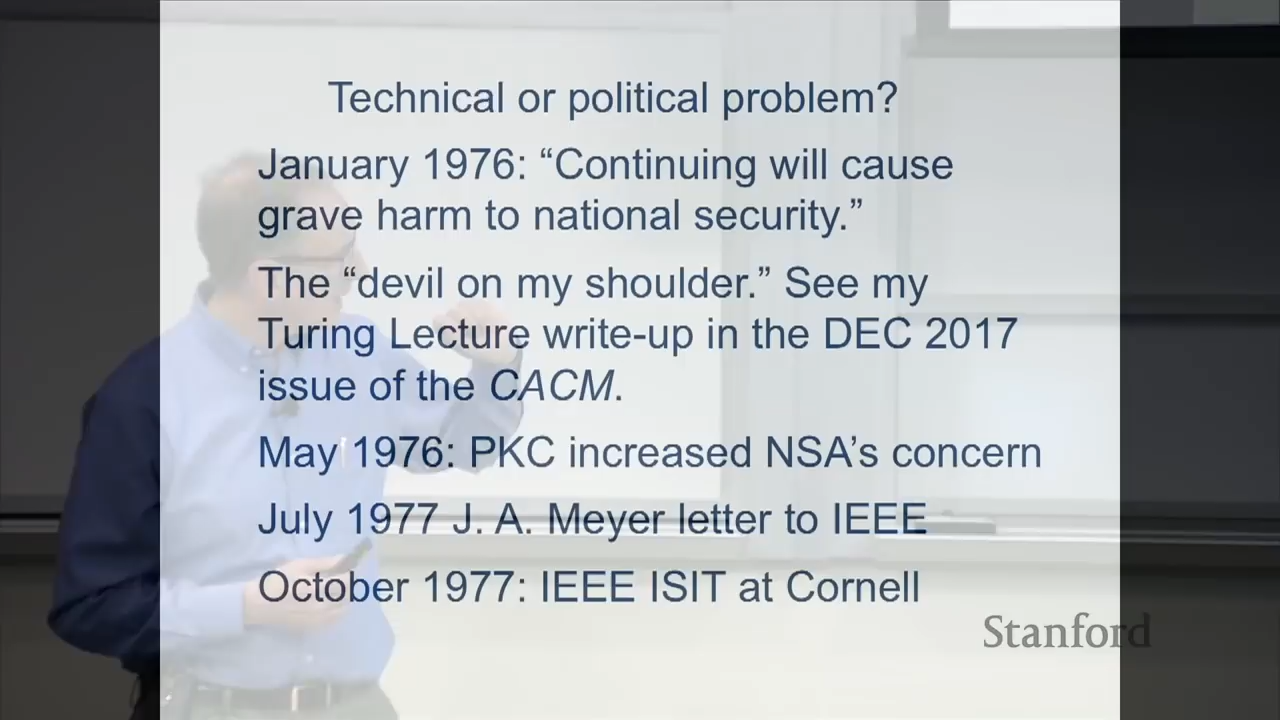 Technical or political problem?
January 1976: “Continuing will cause
grave harm to national security.”
The “devil on my shoulder.” See my
Turing Lecture write-up in the DEC 2017
issue of the CACM.
May 1976: PKC increased NSA’s concern
July 1977 J. A. Meyer letter to IEEE
October 1977: IEEE ISIT at Cornell
Stanford